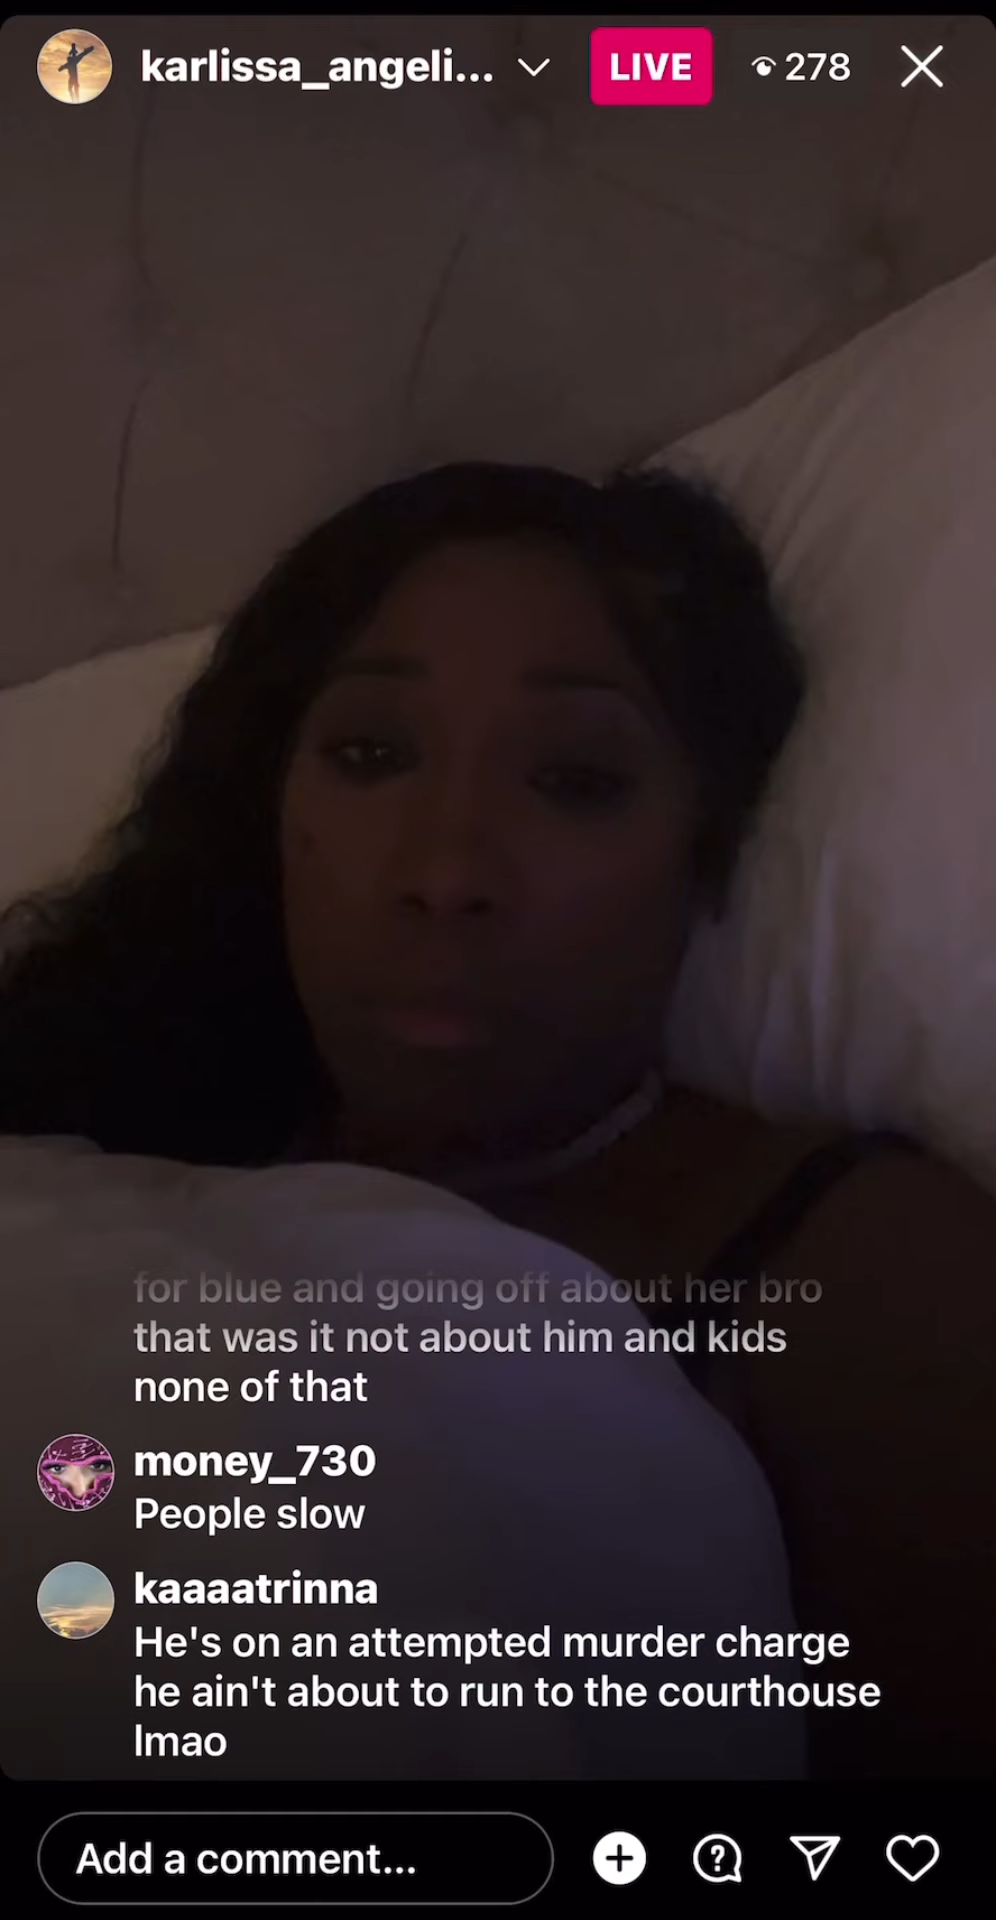 karlissa_angeli...
LIVE
278
for blue and going off about her bro
that was it not about him and kids
none of that
money_730
People slow
kaaaatrinna
He's on an attempted murder charge
he ain't about to run to the courthouse
lmao
Add a comment...